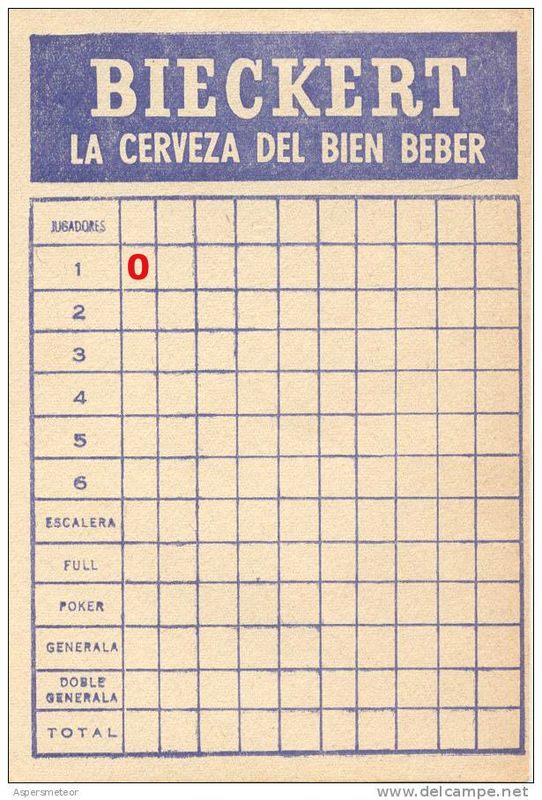 BIECKERT
LA CERVEZA DEL BIEN BEBER
JUGADORES
1 0
2
3
4
5
6
ESCALERA
FULL
POKER
GENERALA
DOBLE
GENERALA
TOTAL
Aspersmeteor
www.delcampe.net